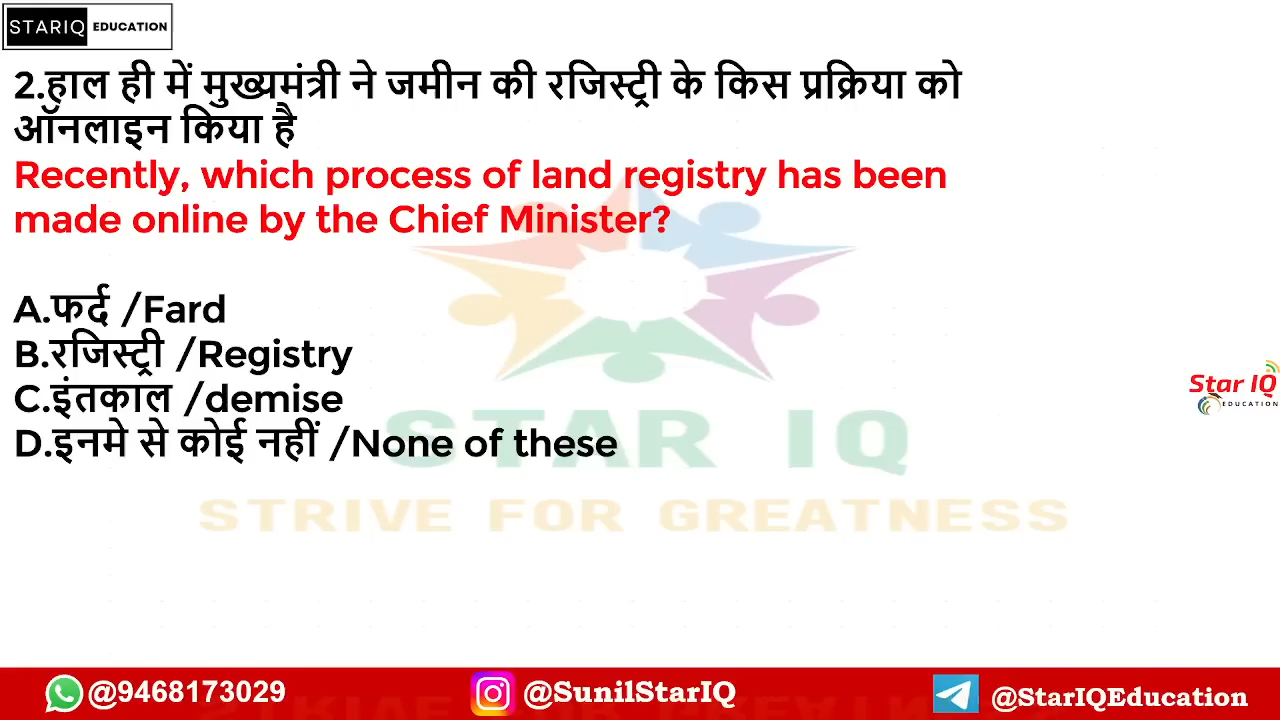 STARIQ EDUCATION
2.हाल ही में मुख्यमंत्री ने जमीन की रजिस्ट्री के किस प्रक्रिया को
ऑनलाइन किया है
Recently, which process of land registry has been
made online by the Chief Minister?
A.फर्द /Fard
B.रजिस्ट्री /Registry
C.इंतकाल /demise
D.इनमे से कोई नहीं /None of these
Star IQ
EDUCATION
STAR IQ
STRIVE FOR GREATNESS
@9468173029 @SunilStarIQ @StarIQEducation